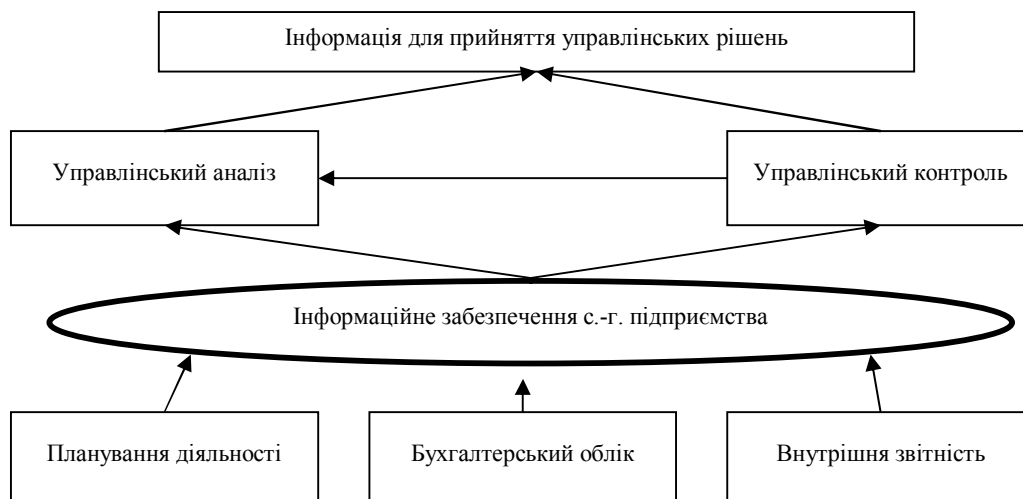 Інформація для прийняття управлінських рішень
Управлінський аналіз
Управлінський контроль
Інформаційне забезпечення с.-г. підприємства
Планування діяльності
Бухгалтерський облік
Внутрішня звітність